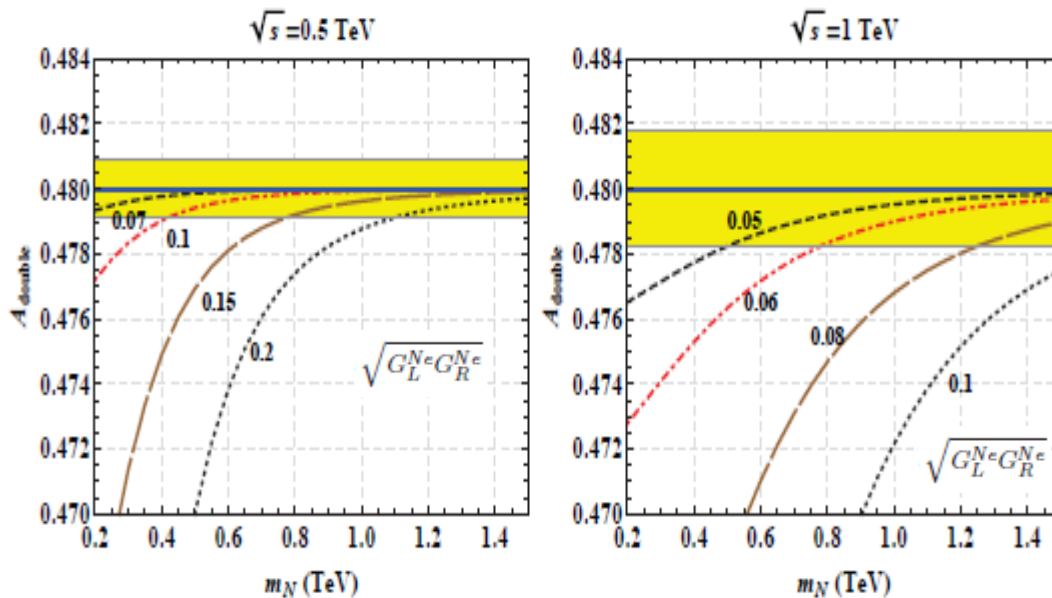 √s =0.5 TeV
0.484
0.482
0.480
0.478
0.476
0.474
0.472
0.470
A_double
0.07
0.1
0.15
0.2
√(G_L^{Ne} G_R^{Ne})
0.2 0.4 0.6 0.8 1.0 1.2 1.4
m_N (TeV)
√s =1 TeV
0.484
0.482
0.480
0.478
0.476
0.474
0.472
0.470
A_double
0.05
0.06
0.08
0.1
√(G_L^{Ne} G_R^{Ne})
0.2 0.4 0.6 0.8 1.0 1.2 1.4
m_N (TeV)